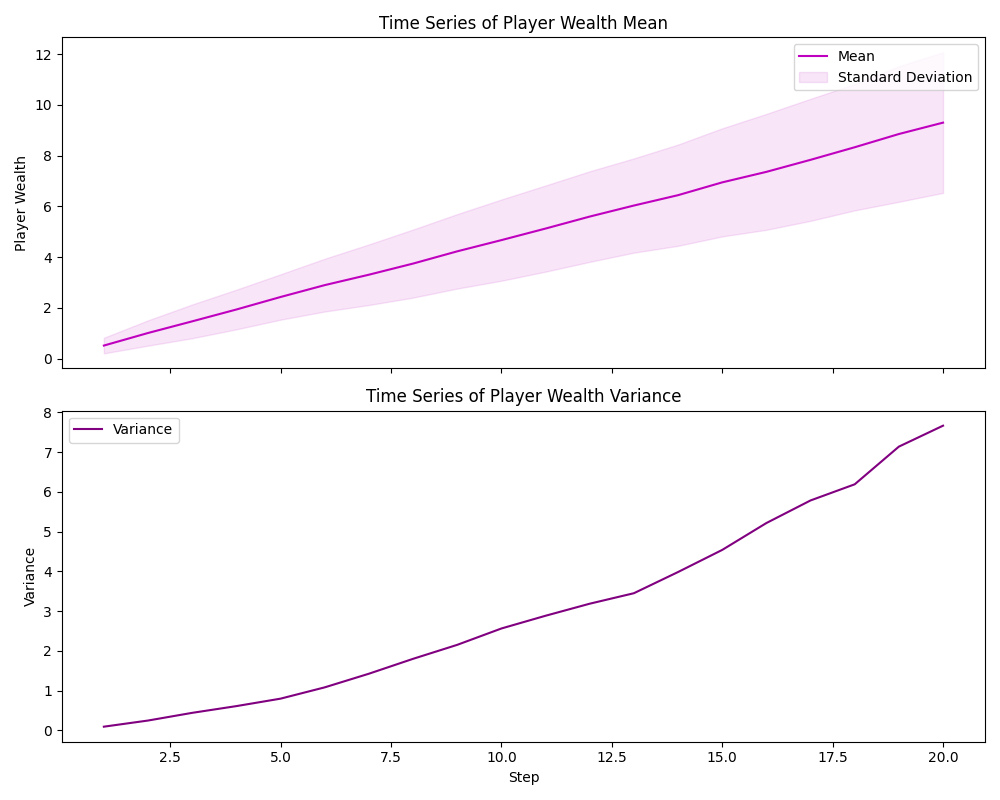 Time Series of Player Wealth Mean
Mean
Standard Deviation
Player Wealth
12
10
8
6
4
2
0
Time Series of Player Wealth Variance
Variance
Variance
8
7
6
5
4
3
2
1
0
2.5 5.0 7.5 10.0 12.5 15.0 17.5 20.0
Step